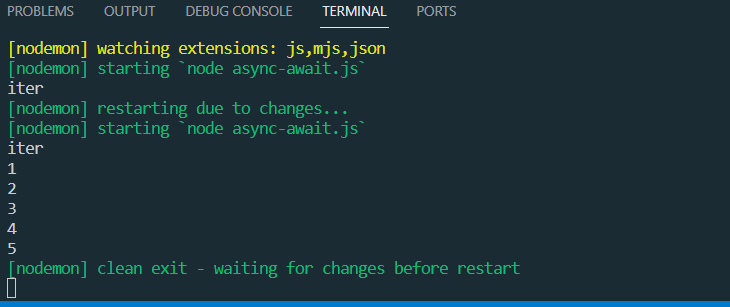 PROBLEMS OUTPUT DEBUG CONSOLE TERMINAL PORTS
[nodemon] watching extensions: js,mjs,json
[nodemon] starting `node async-await.js`
iter
[nodemon] restarting due to changes...
[nodemon] starting `node async-await.js`
iter
1
2
3
4
5
[nodemon] clean exit - waiting for changes before restart